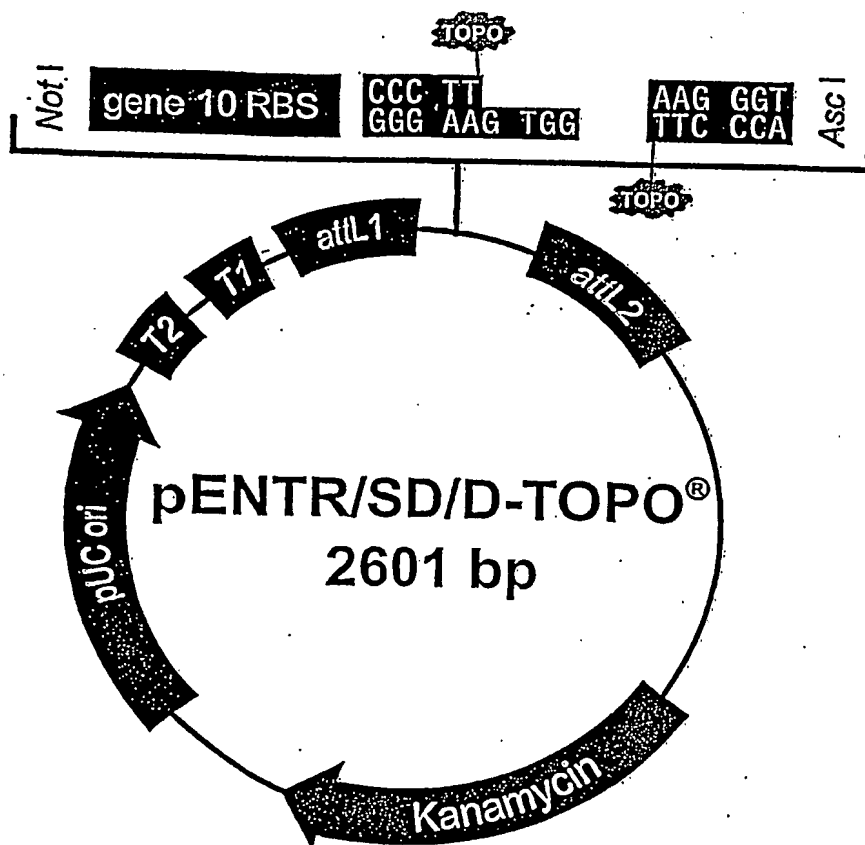 TOPO
Not I
gene 10 RBS
CCC TT
GGG AAG TGG
AAG GGT
TTC CCA
Asc I
TOPO
attL1
attL2
T1
T2
pUC ori
pENTR/SD/D-TOPO®
2601 bp
Kanamycin